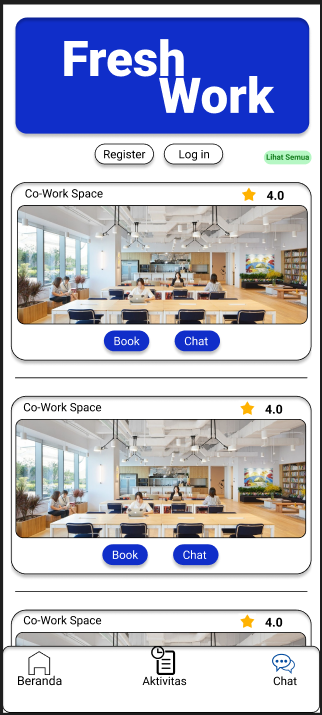 Fresh
Work
Register
Log in
Lihat Semua
Co-Work Space
4.0
Book
Chat
Co-Work Space
4.0
Book
Chat
Co-Work Space
4.0
Beranda
Aktivitas
Chat